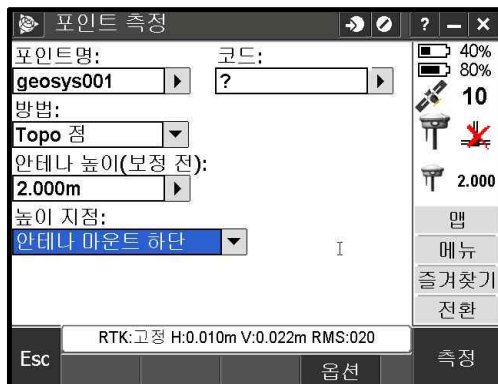 포인트 측정
? – ×
포인트명:
코드:
geosys001
?
방법:
Topo 점
안테나 높이(보정 전):
2.000m
높이 지점:
안테나 마운트 하단
40%
80%
10
2.000
맵
메뉴
즐겨찾기
전환
RTK:고정 H:0.010m V:0.022m RMS:020
Esc
옵션
측정